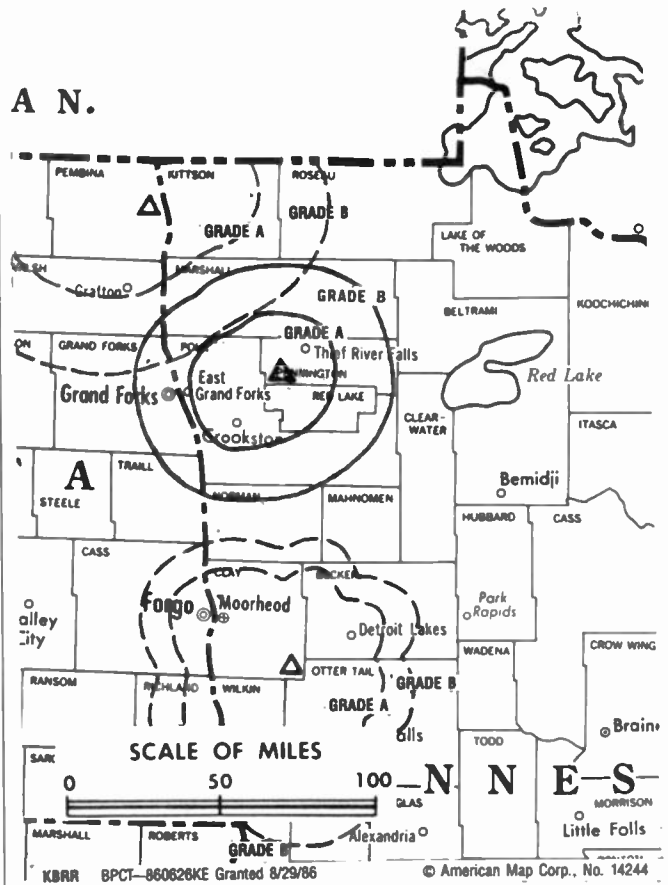 A N.
PEMBINA KITTSON ROSEAU
GRADE A GRADE B
LAKE OF
THE WOODS
MARSHALL
Grafton
GRADE B
BELTRAMI KOOCHICHING
GRAND FORKS POLK GRADE A
Thief River Falls
PENNINGTON
Red Lake
Grand Forks East
Grand Forks
RED LAKE
CLEAR-
WATER
ITASCA
Crookston
TRAILL
A
STEELE
Bemidji
NORMAN MAHNOMEN
HUBBARD CASS
CASS
CLAY BECKER
Fargo Moorhead
Park
Rapids
alley
City
Detroit Lakes
WADENA CROW WING
RANSOM RICHLAND WILKIN OTTER TAIL GRADE B
GRADE A
alls
TODD
Brain
SCALE OF MILES
0 50 100
N N E S
GLAS MORRISON
Little Falls
MARSHALL ROBERTS Alexandria
GRADE B
KBRR BPCT—860626KE Granted 8/29/86 © American Map Corp., No. 14244